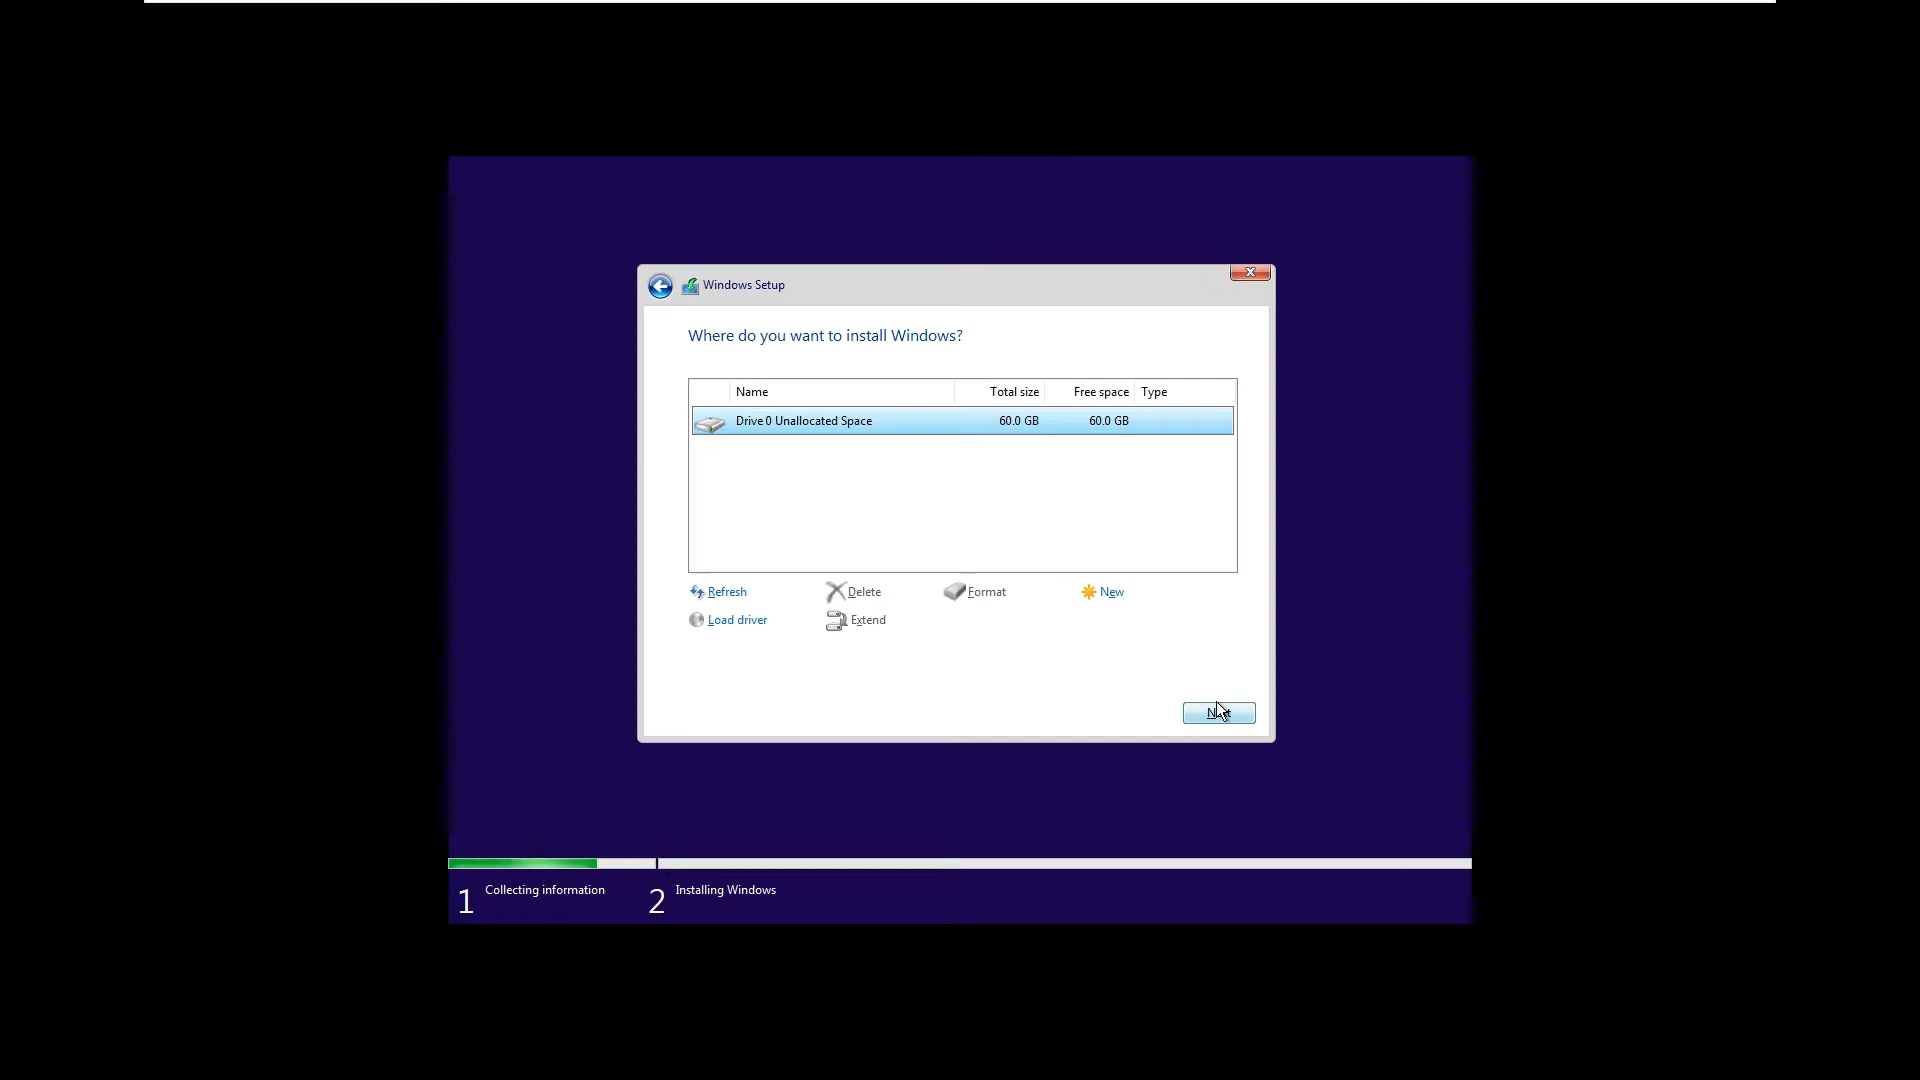 Windows Setup
Where do you want to install Windows?
Name Total size Free space Type
Drive 0 Unallocated Space 60.0 GB 60.0 GB
Refresh Delete Format New
Load driver Extend
1 Collecting information 2 Installing Windows